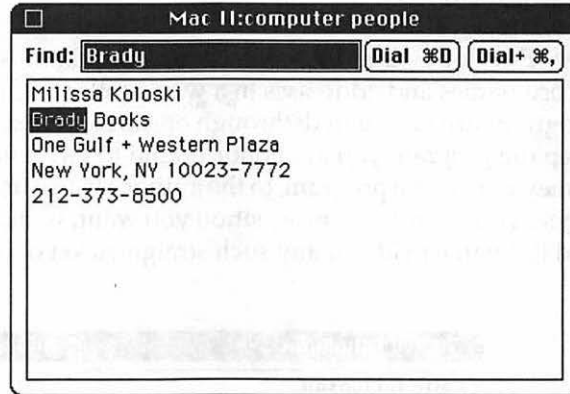 Mac II:computer people
Find: Brady Dial ⌘D Dial+ ⌘,
Milissa Koloski
Brady Books
One Gulf + Western Plaza
New York, NY 10023-7772
212-373-8500